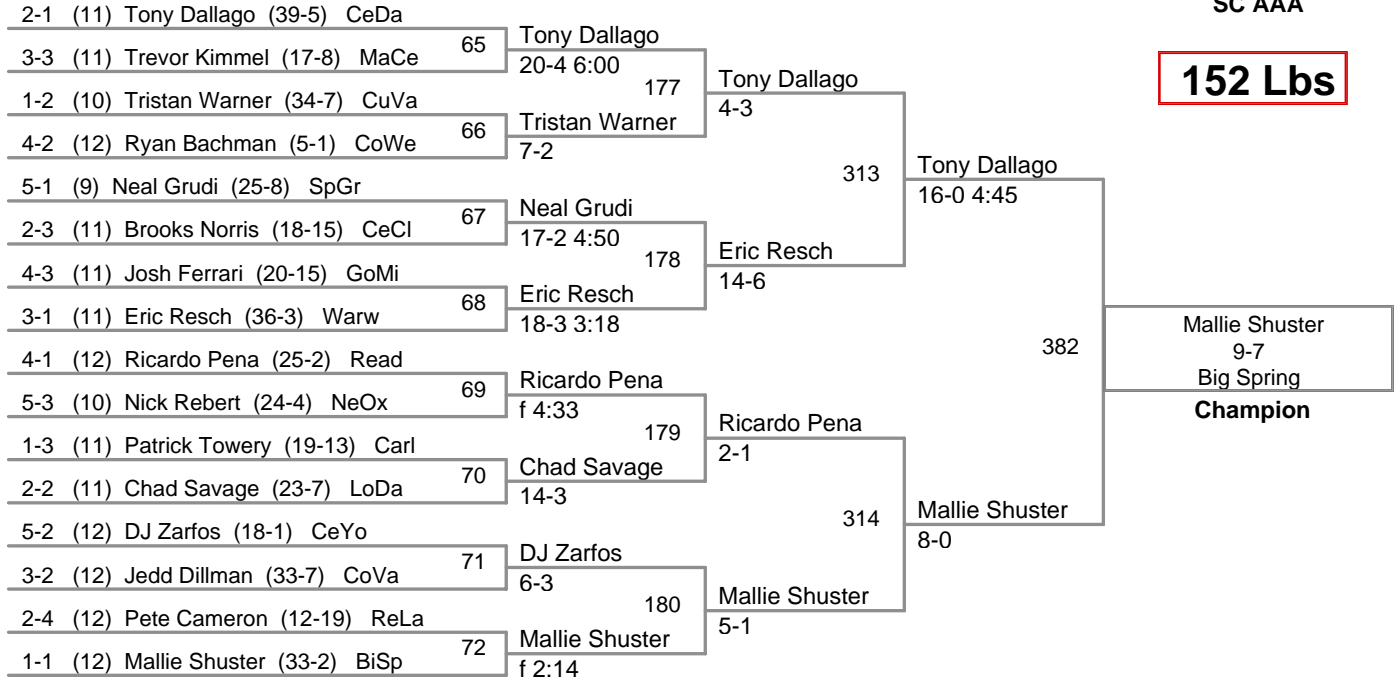 SC AAA
152 Lbs
2-1 (11) Tony Dallago (39-5) CeDa
3-3 (11) Trevor Kimmel (17-8) MaCe
1-2 (10) Tristan Warner (34-7) CuVa
4-2 (12) Ryan Bachman (5-1) CoWe
5-1 (9) Neal Grudi (25-8) SpGr
2-3 (11) Brooks Norris (18-15) CeCl
4-3 (11) Josh Ferrari (20-15) GoMi
3-1 (11) Eric Resch (36-3) Warw
4-1 (12) Ricardo Pena (25-2) Read
5-3 (10) Nick Rebert (24-4) NeOx
1-3 (11) Patrick Towery (19-13) Carl
2-2 (11) Chad Savage (23-7) LoDa
5-2 (12) DJ Zarfos (18-1) CeYo
3-2 (12) Jedd Dillman (33-7) CoVa
2-4 (12) Pete Cameron (12-19) ReLa
1-1 (12) Mallie Shuster (33-2) BiSp
65
66
67
68
69
70
71
72
Tony Dallago
20-4 6:00
Tristan Warner
7-2
Neal Grudi
17-2 4:50
Eric Resch
18-3 3:18
Ricardo Pena
f 4:33
Chad Savage
14-3
DJ Zarfos
6-3
Mallie Shuster
f 2:14
177
178
179
180
Tony Dallago
4-3
Eric Resch
14-6
Ricardo Pena
2-1
Mallie Shuster
5-1
313
314
Tony Dallago
16-0 4:45
Mallie Shuster
8-0
382
Mallie Shuster
9-7
Big Spring
Champion